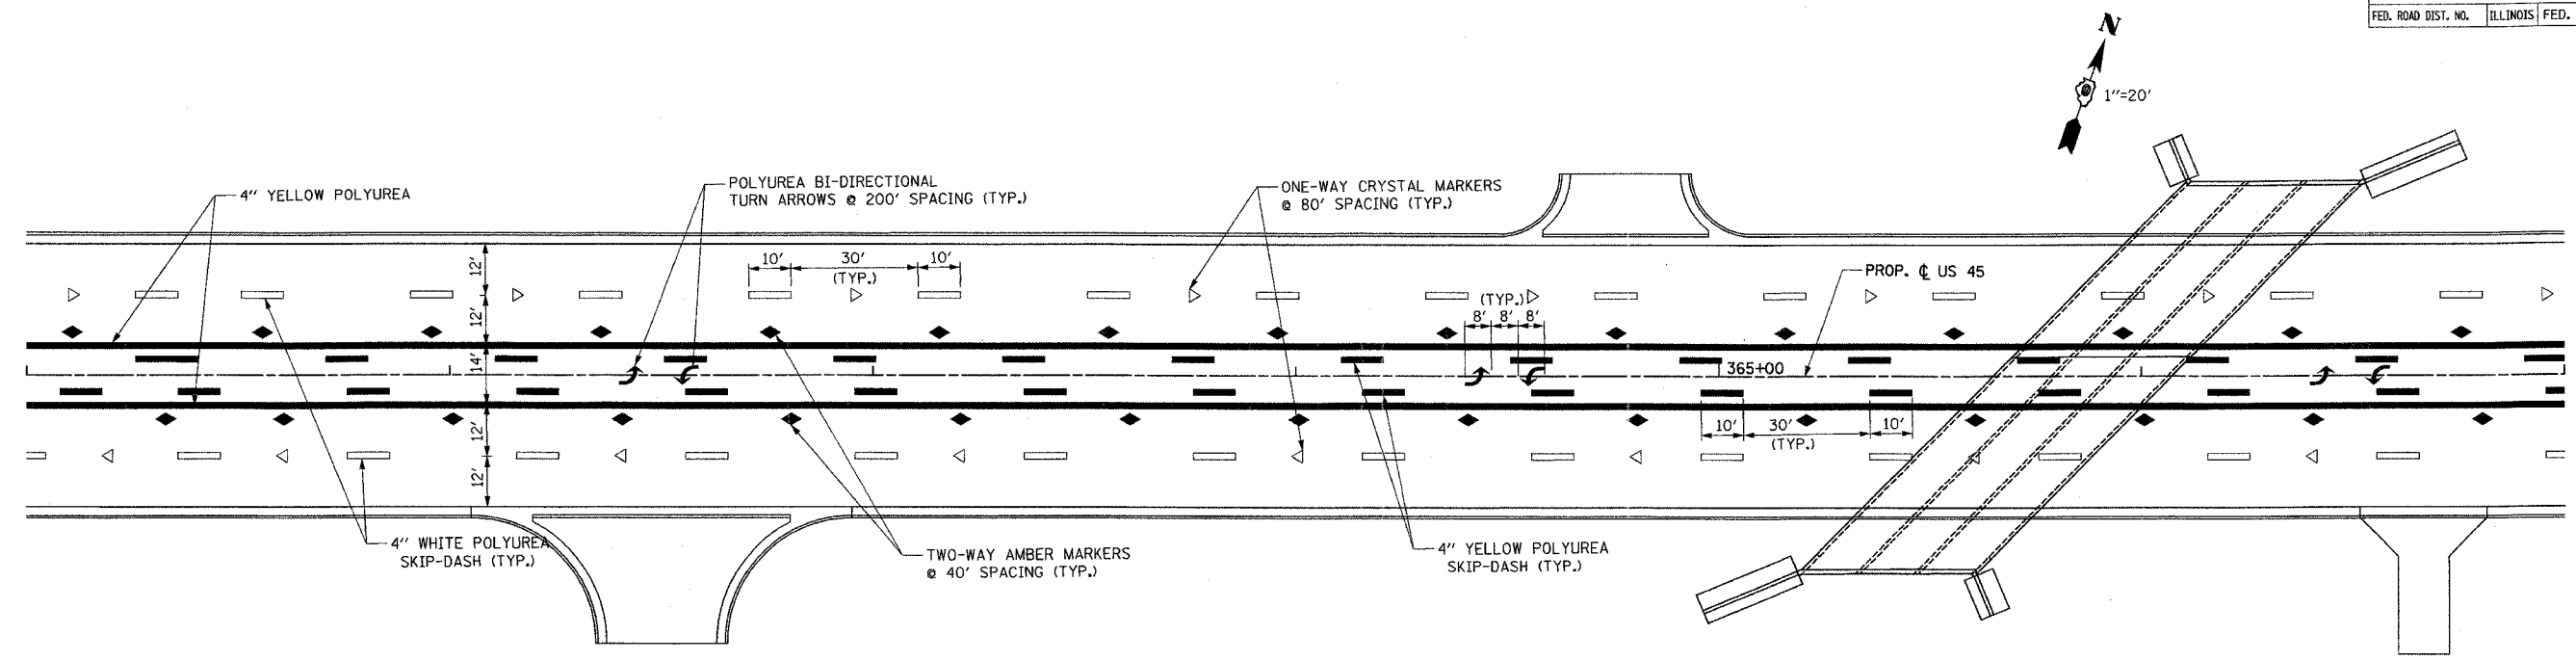 FED. ROAD DIST. NO. ILLINOIS FED.
N
1"=20'
4" YELLOW POLYUREA
POLYUREA BI-DIRECTIONAL
TURN ARROWS @ 200' SPACING (TYP.)
ONE-WAY CRYSTAL MARKERS
@ 80' SPACING (TYP.)
12'
10' 30' 10'
(TYP.)
PROP. ℄ US 45
12'
(TYP.)
8' 8' 8'
14'
365+00
12'
10' 30' 10'
(TYP.)
12'
4" WHITE POLYUREA
SKIP-DASH (TYP.)
TWO-WAY AMBER MARKERS
@ 40' SPACING (TYP.)
4" YELLOW POLYUREA
SKIP-DASH (TYP.)